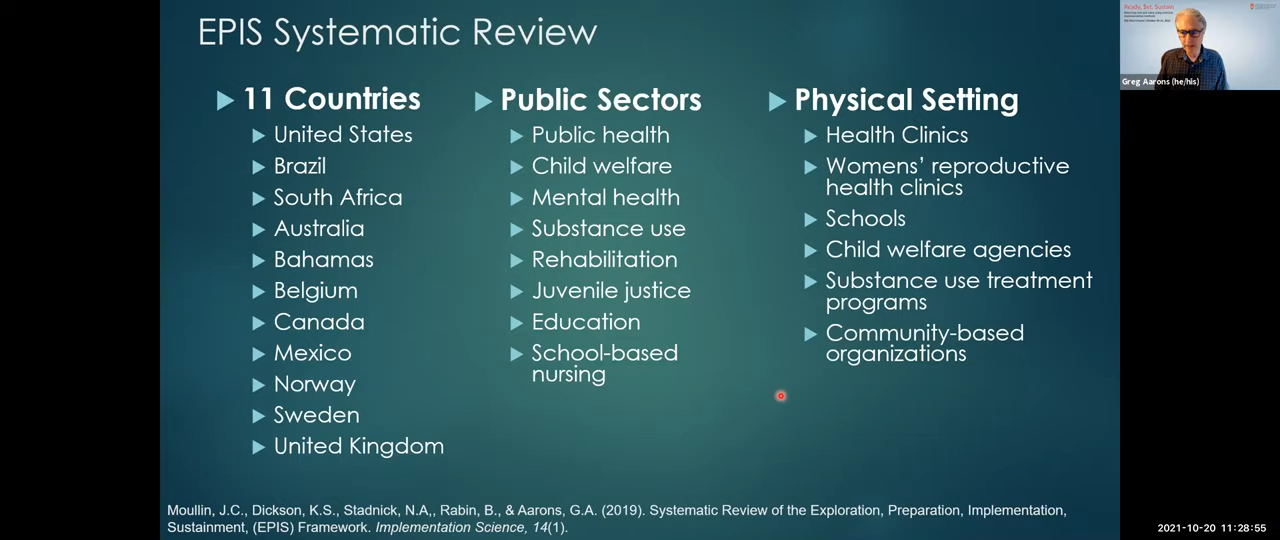 EPIS Systematic Review
11 Countries
United States
Brazil
South Africa
Australia
Bahamas
Belgium
Canada
Mexico
Norway
Sweden
United Kingdom
Public Sectors
Public health
Child welfare
Mental health
Substance use
Rehabilitation
Juvenile justice
Education
School-based
nursing
Physical Setting
Health Clinics
Womens' reproductive
health clinics
Schools
Child welfare agencies
Substance use treatment
programs
Community-based
organizations
Moullin, J.C., Dickson, K.S., Stadnick, N.A,, Rabin, B., & Aarons, G.A. (2019). Systematic Review of the Exploration, Preparation, Implementation,
Sustainment, (EPIS) Framework. Implementation Science, 14(1).
Ready, Set, Sustain
Greg Aarons (he/his)
2021-10-20 11:28:55